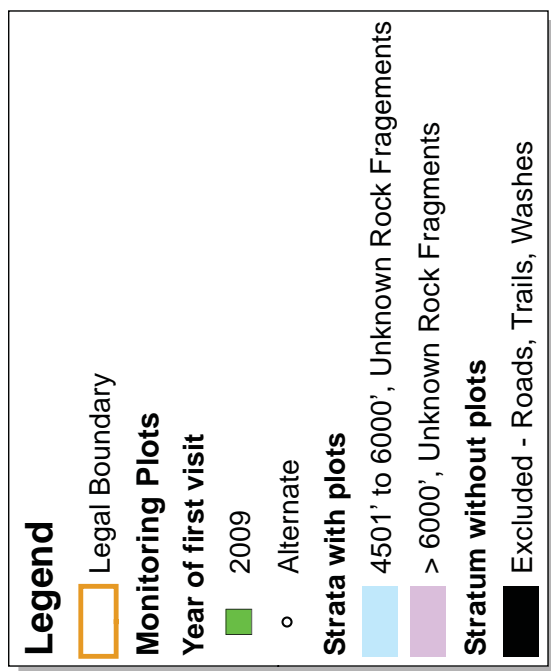 Legend
Legal Boundary
Monitoring Plots
Year of first visit
2009
Alternate
Strata with plots
4501' to 6000', Unknown Rock Fragements
> 6000', Unknown Rock Fragments
Stratum without plots
Excluded - Roads, Trails, Washes